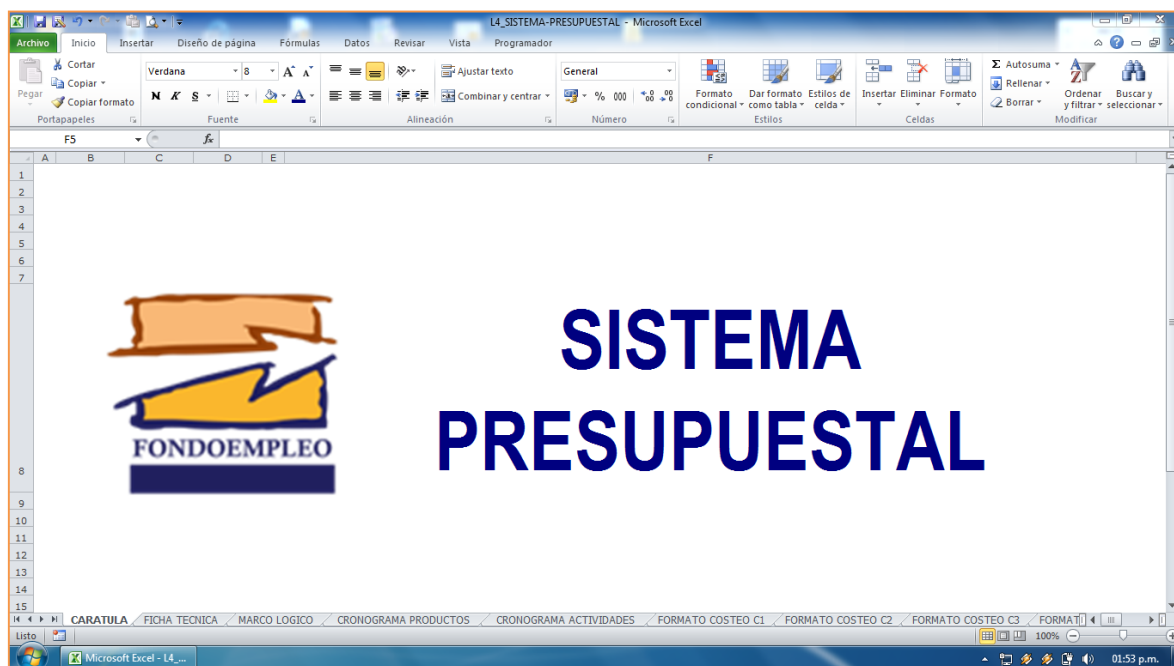 L4_SISTEMA-PRESUPUESTAL - Microsoft Excel
Archivo Inicio Insertar Diseño de página Fórmulas Datos Revisar Vista Programador
Pegar
Cortar
Copiar
Copiar formato
Portapapeles
Verdana 8
N K S
Fuente
Ajustar texto
Combinar y centrar
Alineación
General
% 000
Número
Formato condicional
Dar formato como tabla
Estilos de celda
Estilos
Insertar Eliminar Formato
Celdas
Σ Autosuma
Rellenar
Borrar
Ordenar y filtrar
Buscar y seleccionar
Modificar
F5 fx
A B C D E F
1
2
3
4
5
6
7
8
9
10
11
12
13
14
15
SISTEMA
PRESUPUESTAL
FONDOEMPLEO
CARATULA FICHA TECNICA MARCO LOGICO CRONOGRAMA PRODUCTOS CRONOGRAMA ACTIVIDADES FORMATO COSTEO C1 FORMATO COSTEO C2 FORMATO COSTEO C3 FORMAT
Listo 100%
Microsoft Excel - L4_... 01:53 p.m.